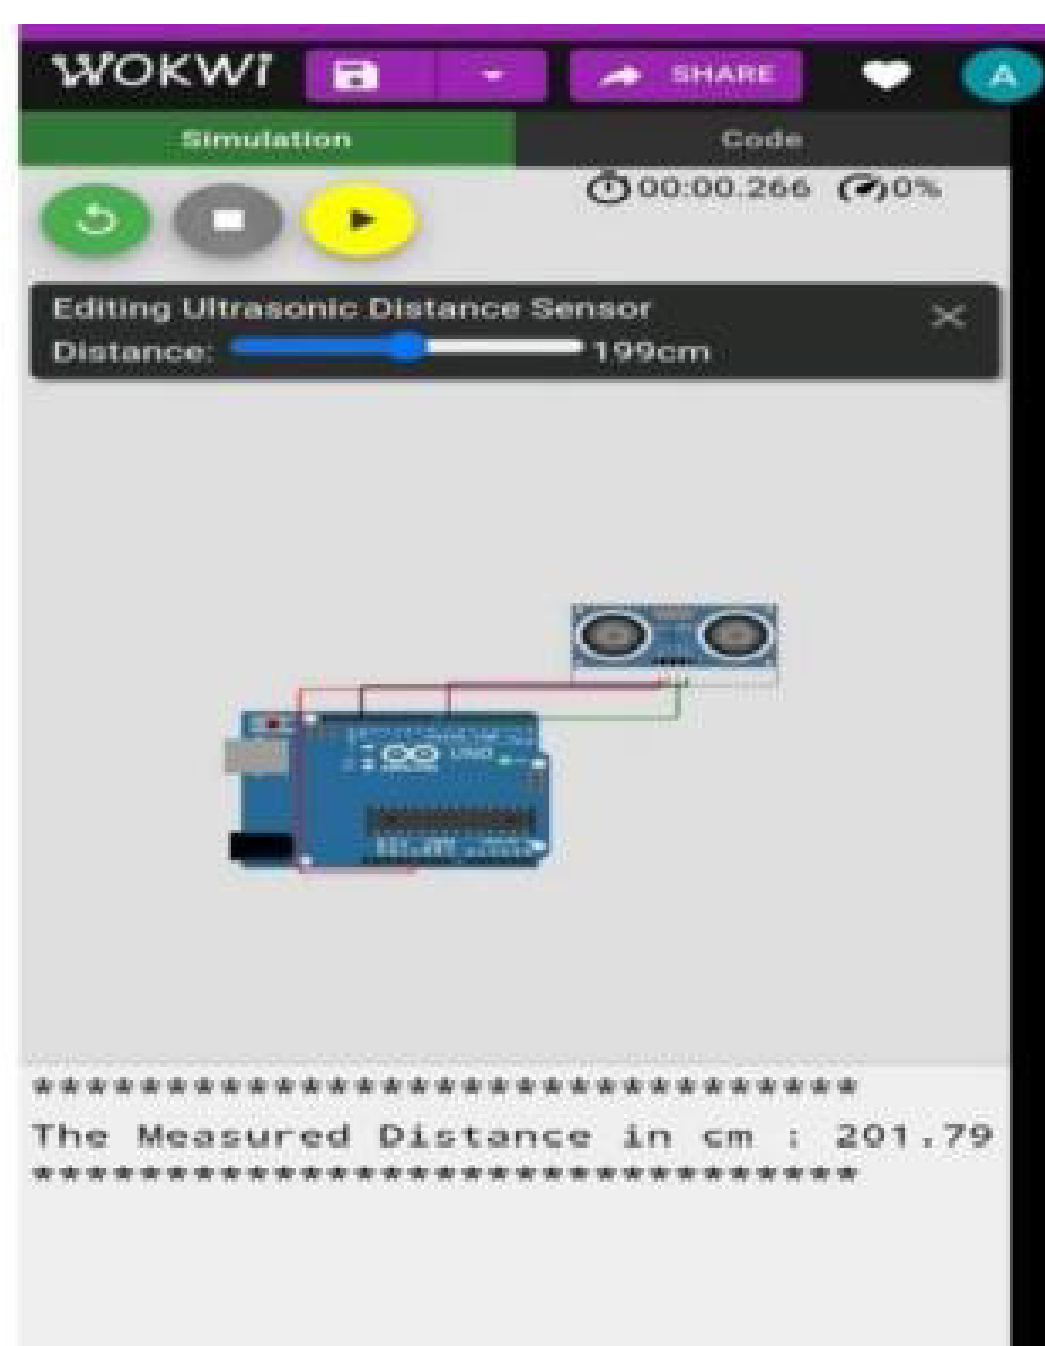 WOKWI SHARE A
Simulation Code
00:00.266 0%
Editing Ultrasonic Distance Sensor
Distance: 199cm
UNO
*******************************
The Measured Distance in cm : 201.79
*******************************